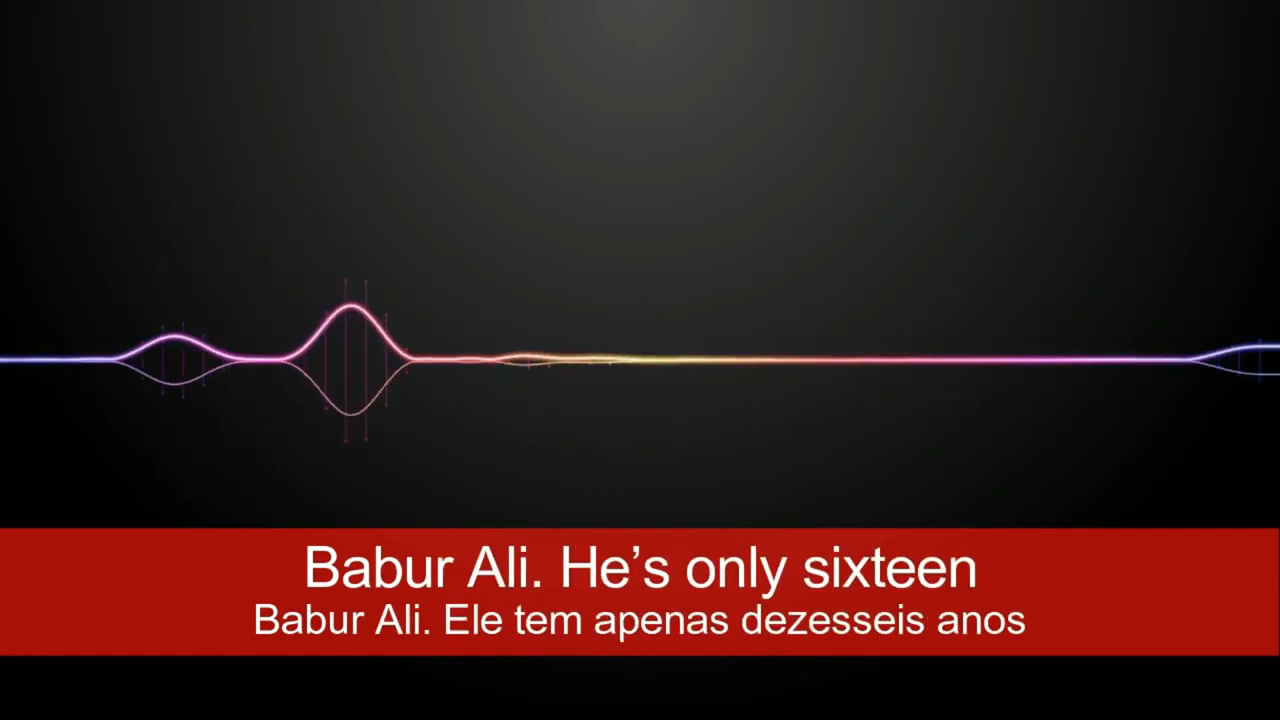 Babur Ali. He’s only sixteen
Babur Ali. Ele tem apenas dezesseis anos